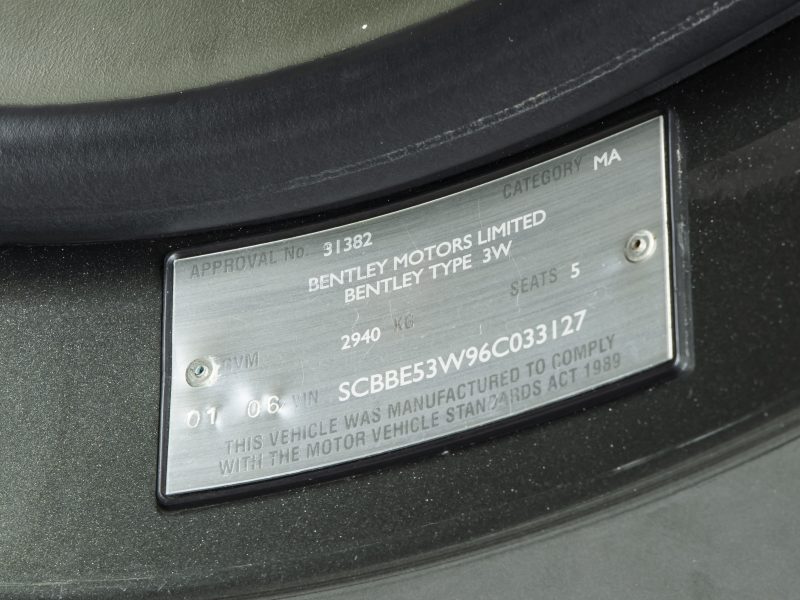 APPROVAL No. 31382 CATEGORY MA
BENTLEY MOTORS LIMITED
BENTLEY TYPE 3W
GVM 2940 KG SEATS 5
01 06 VIN SCBBE53W96C033127
THIS VEHICLE WAS MANUFACTURED TO COMPLY
WITH THE MOTOR VEHICLE STANDARDS ACT 1989